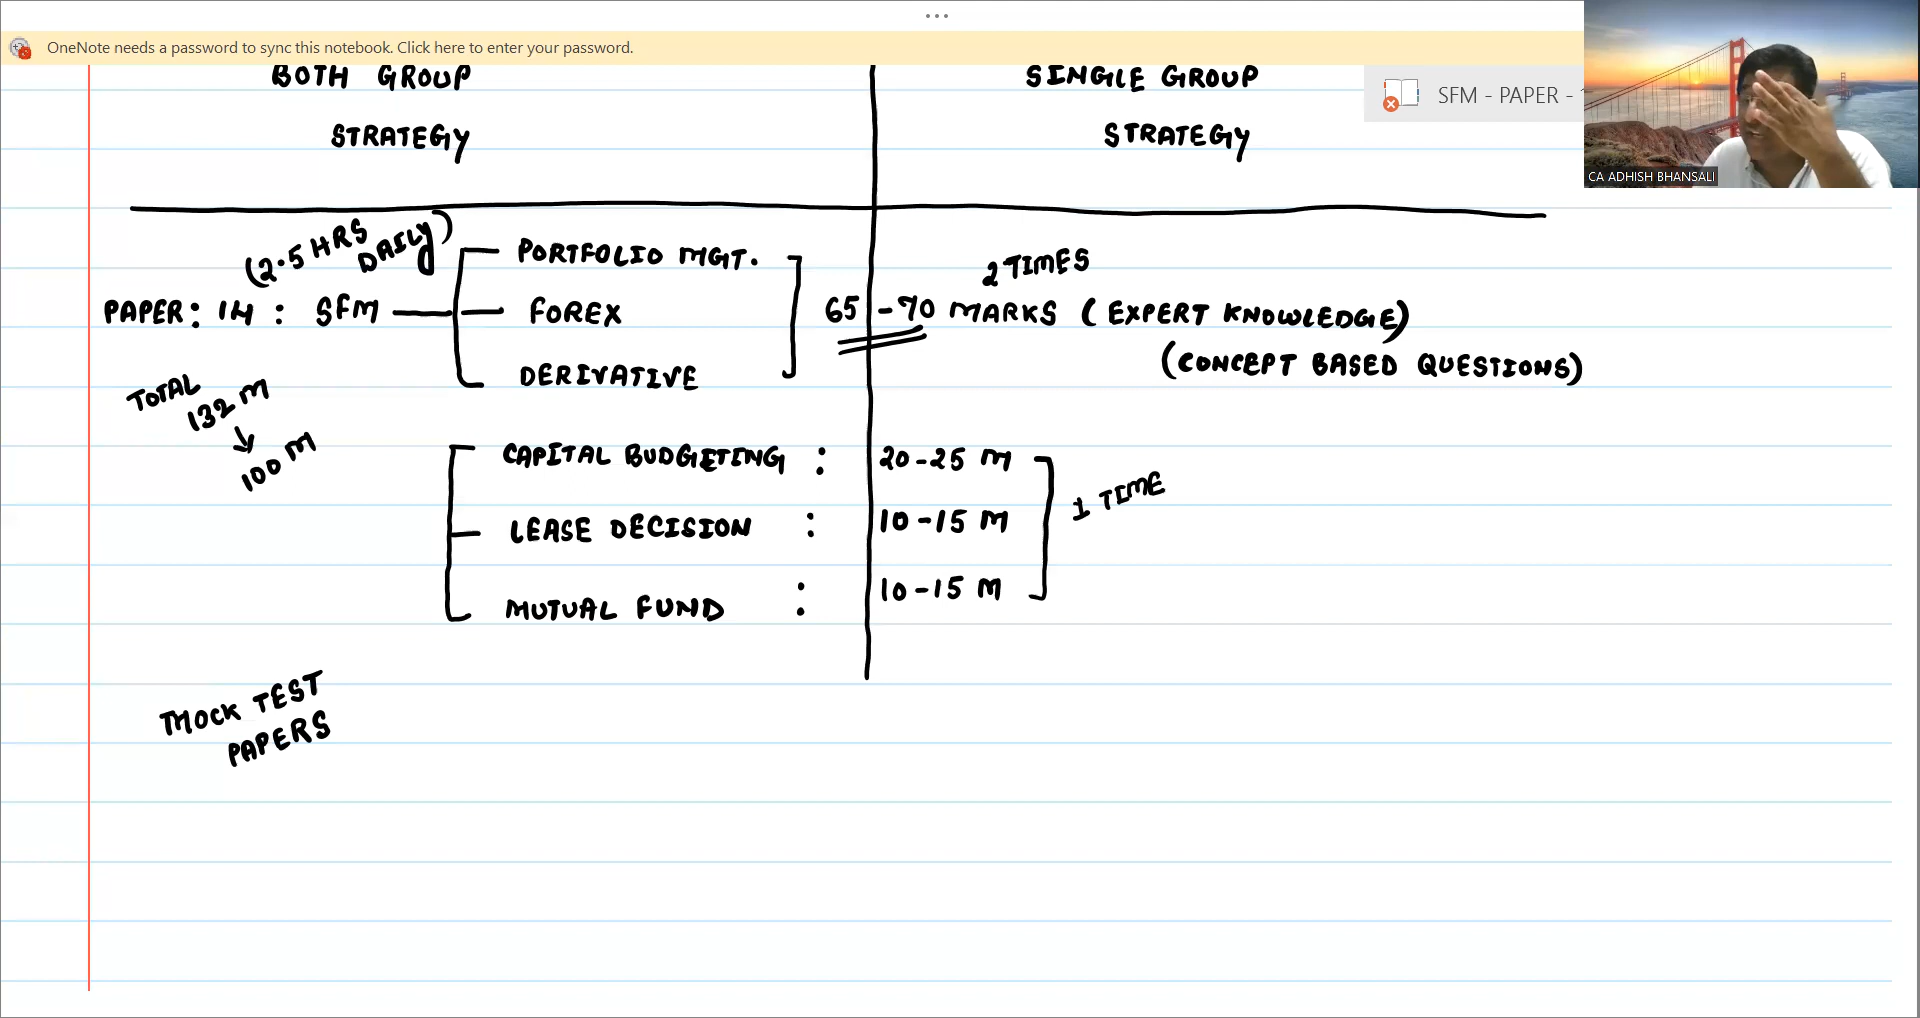 OneNote needs a password to sync this notebook. Click here to enter your password.
SFM - PAPER -
CA ADHISH BHANSALI
BOTH GROUP
STRATEGY
SINGLE GROUP
STRATEGY
(2.5 HRS
DAILY)
PAPER: 14 : SFM
PORTFOLIO MGT.
FOREX
DERIVATIVE
2 TIMES
65 - 70 MARKS (EXPERT KNOWLEDGE)
(CONCEPT BASED QUESTIONS)
TOTAL
132 M
↓
100 M
CAPITAL BUDGETING : 20-25 M
LEASE DECISION : 10-15 M
MUTUAL FUND : 10-15 M
1 TIME
MOCK TEST
PAPERS